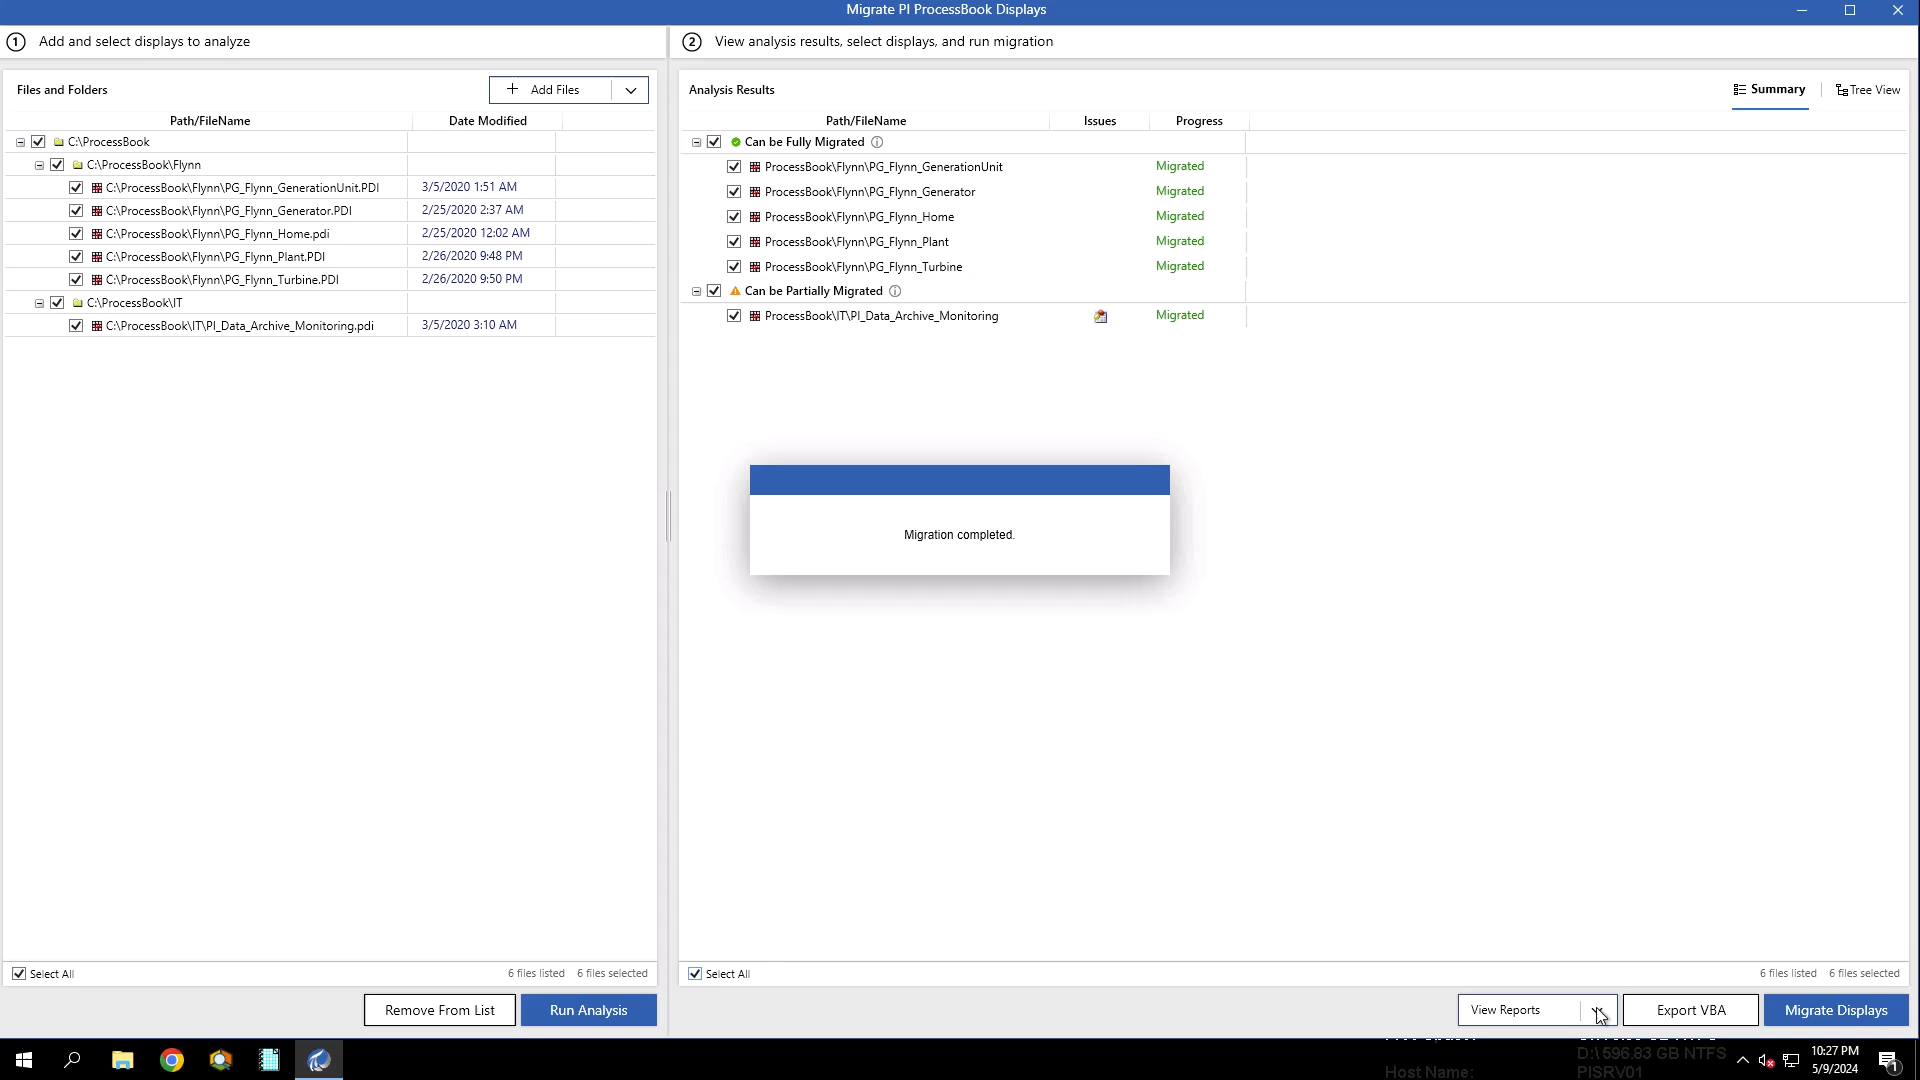 Migrate PI ProcessBook Displays
1 Add and select displays to analyze
2 View analysis results, select displays, and run migration
Files and Folders
+ Add Files
Path/FileName Date Modified
C:\ProcessBook
C:\ProcessBook\Flynn
C:\ProcessBook\Flynn\PG_Flynn_GenerationUnit.PDI 3/5/2020 1:51 AM
C:\ProcessBook\Flynn\PG_Flynn_Generator.PDI 2/25/2020 2:37 AM
C:\ProcessBook\Flynn\PG_Flynn_Home.pdi 2/25/2020 12:02 AM
C:\ProcessBook\Flynn\PG_Flynn_Plant.PDI 2/26/2020 9:48 PM
C:\ProcessBook\Flynn\PG_Flynn_Turbine.PDI 2/26/2020 9:50 PM
C:\ProcessBook\IT
C:\ProcessBook\IT\PI_Data_Archive_Monitoring.pdi 3/5/2020 3:10 AM
Select All 6 files listed 6 files selected
Remove From List Run Analysis
Analysis Results Summary Tree View
Path/FileName Issues Progress
Can be Fully Migrated
ProcessBook\Flynn\PG_Flynn_GenerationUnit Migrated
ProcessBook\Flynn\PG_Flynn_Generator Migrated
ProcessBook\Flynn\PG_Flynn_Home Migrated
ProcessBook\Flynn\PG_Flynn_Plant Migrated
ProcessBook\Flynn\PG_Flynn_Turbine Migrated
Can be Partially Migrated
ProcessBook\IT\PI_Data_Archive_Monitoring Migrated
Migration completed.
Select All 6 files listed 6 files selected
View Reports Export VBA Migrate Displays
D:\ 596.83 GB NTFS
Host Name: PISRV01
10:27 PM
5/9/2024
1